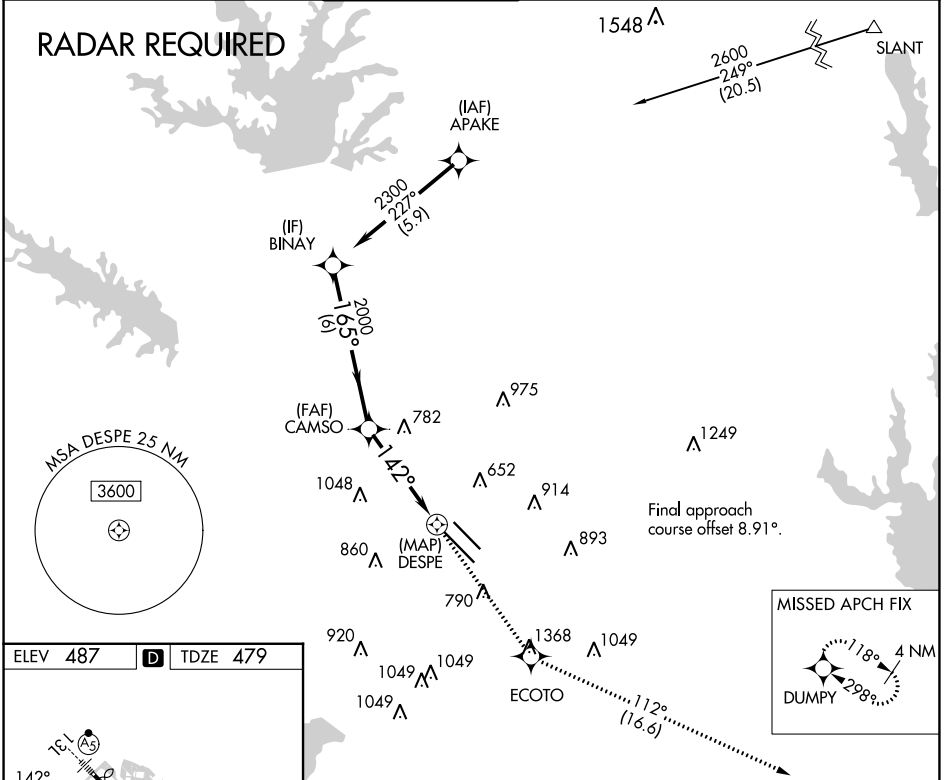 RADAR REQUIRED
1548
SLANT
2600
249°
(20.5)
(IAF)
APAKE
2300
227°
(5.9)
(IF)
BINAY
2000
165°
(6)
975
(FAF)
CAMSO
782
1249
MSA DESPE 25 NM
3600
142°
652
1048
914
Final approach
course offset 8.91°.
893
(MAP)
DESPE
860
790
MISSED APCH FIX
118°
4 NM
298°
DUMPY
920
1368
1049
1049
1049
1049
ECOTO
112°
(16.6)
ELEV 487
D
TDZE 479
13L
A5
142°